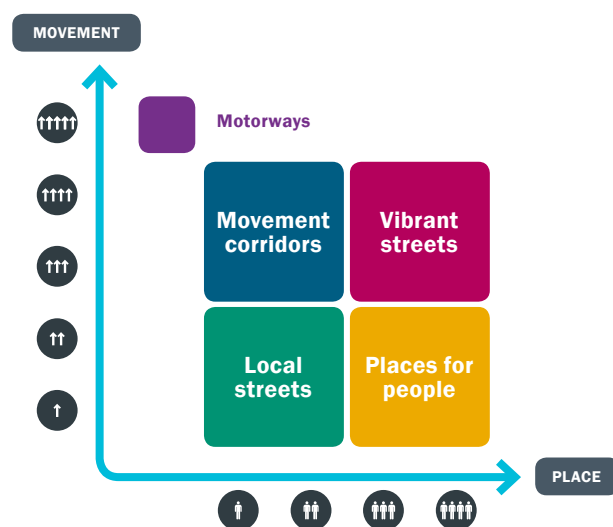 MOVEMENT
Motorways
Movement
corridors
Vibrant
streets
Local
streets
Places for
people
PLACE